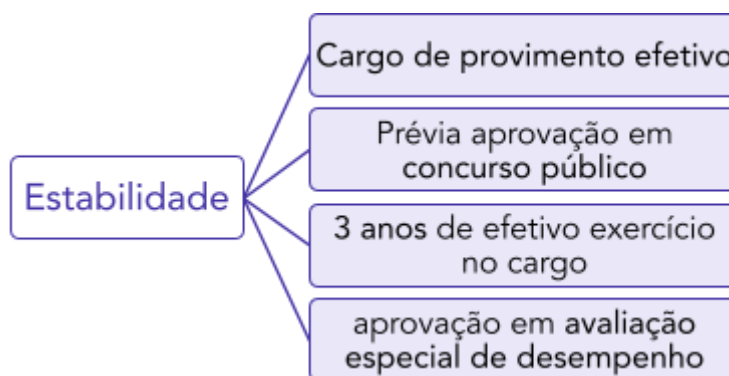 Estabilidade
Cargo de provimento efetivo
Prévia aprovação em
concurso público
3 anos de efetivo exercício
no cargo
aprovação em avaliação
especial de desempenho